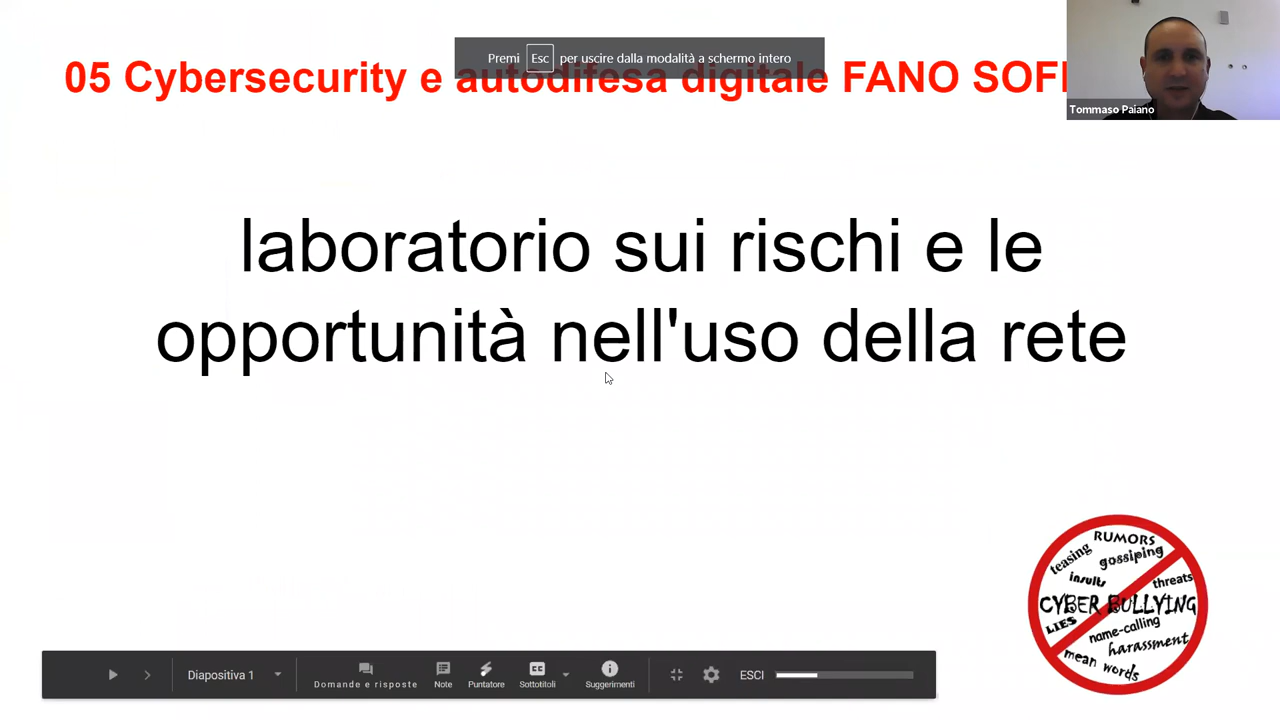 Premi Esc per uscire dalla modalità a schermo intero
05 Cybersecurity e autodifesa digitale FANO
Tommaso Paiano
laboratorio sui rischi e le
opportunità nell'uso della rete
RUMORS
teasing
gossiping
insults
threats
CYBER BULLYING
LIES
name-calling
harassment
mean words
Diapositiva 1
Domande e risposte
Note
Puntatore
Sottotitoli
Suggerimenti
ESCI